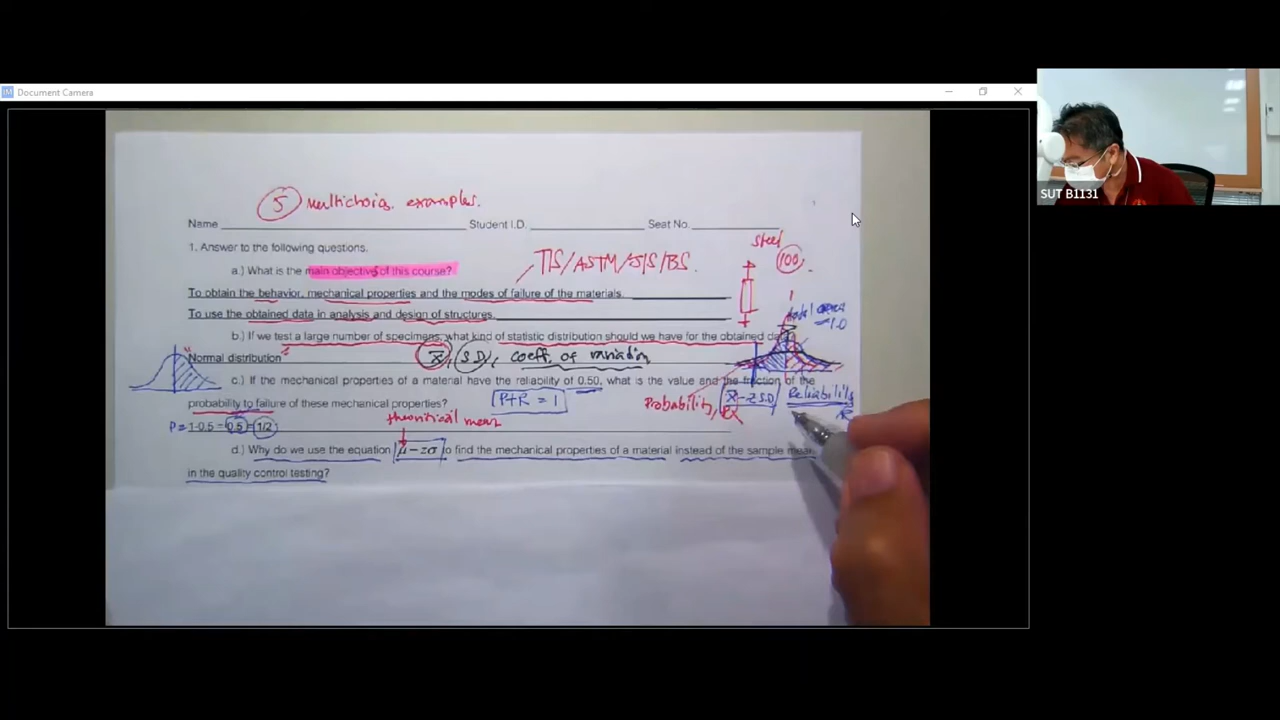 Document Camera
SUT B1131
5 multichoice examples.
Name Student I.D. Seat No.
Steel
100
1. Answer to the following questions.
TIS/ASTM/JIS/BS.
a.) What is the main objectives of this course?
To obtain the behavior, mechanical properties and the modes of failure of the materials.
To use the obtained data in analysis and design of structures.
1.0
b.) If we test a large number of specimens, what kind of statistic distribution should we have for the obtained
"Normal distribution"
x̄, S.D., coeff. of variation
c.) If the mechanical properties of a material have the reliability of 0.50, what is the value and the friction of the
probability to failure of these mechanical properties?
P+R = 1
Probability, P
x̄ - z S.D
Reliability
R
P = 1-0.5 = 0.5 = 1/2
theoritical mean
d.) Why do we use the equation μ − zσ to find the mechanical properties of a material instead of the sample mean
in the quality control testing?